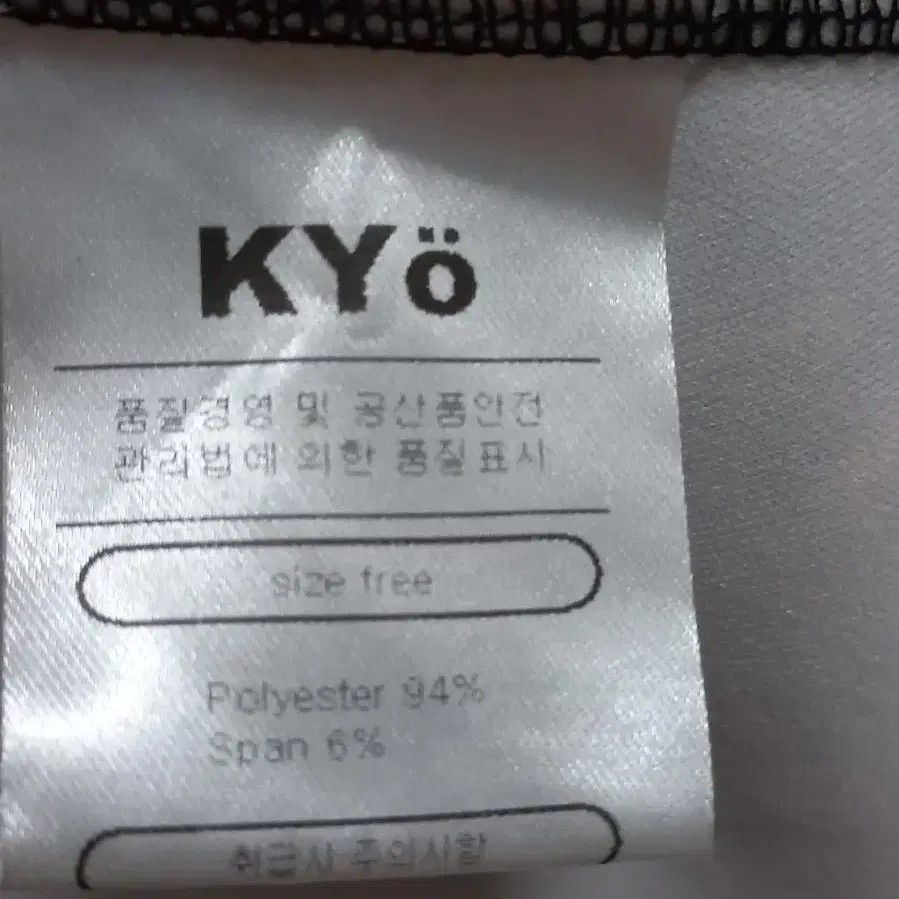 KYö
품질경영 및 공산품안전
관리법에 의한 품질표시
size free
Polyester 94%
Span 6%
취급사 주의사항